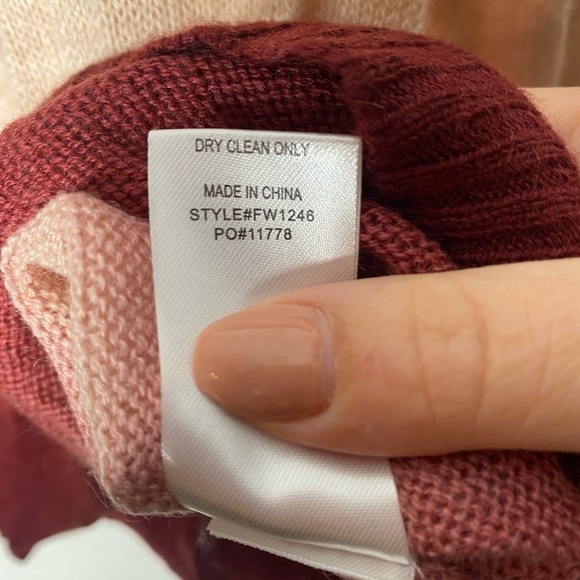 DRY CLEAN ONLY
MADE IN CHINA
STYLE#FW1246
PO#11778